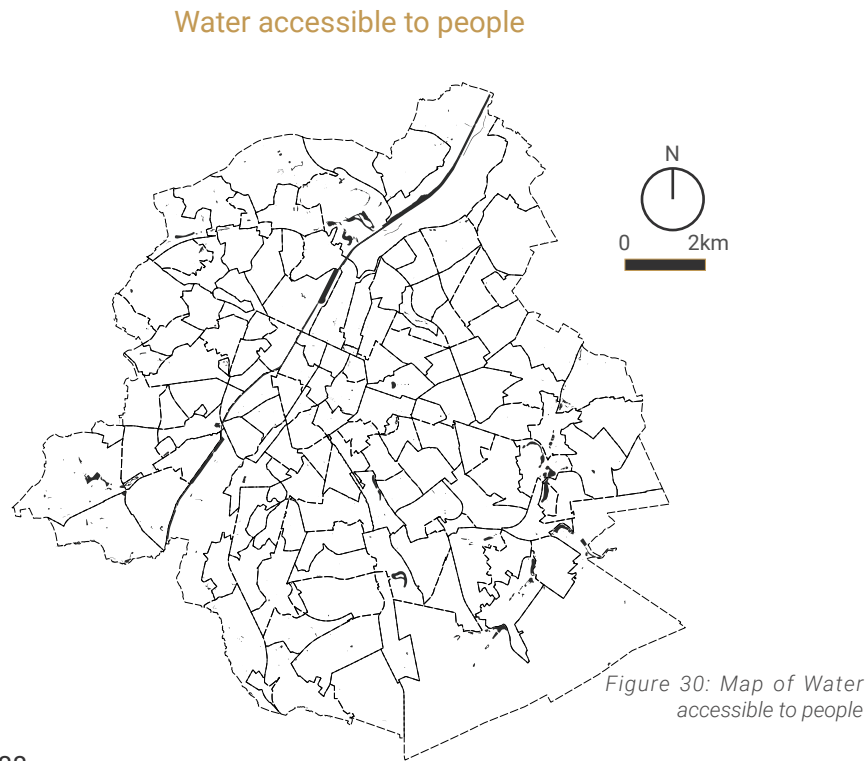 Water accessible to people
N
0 2km
Figure 30: Map of Water
accessible to people